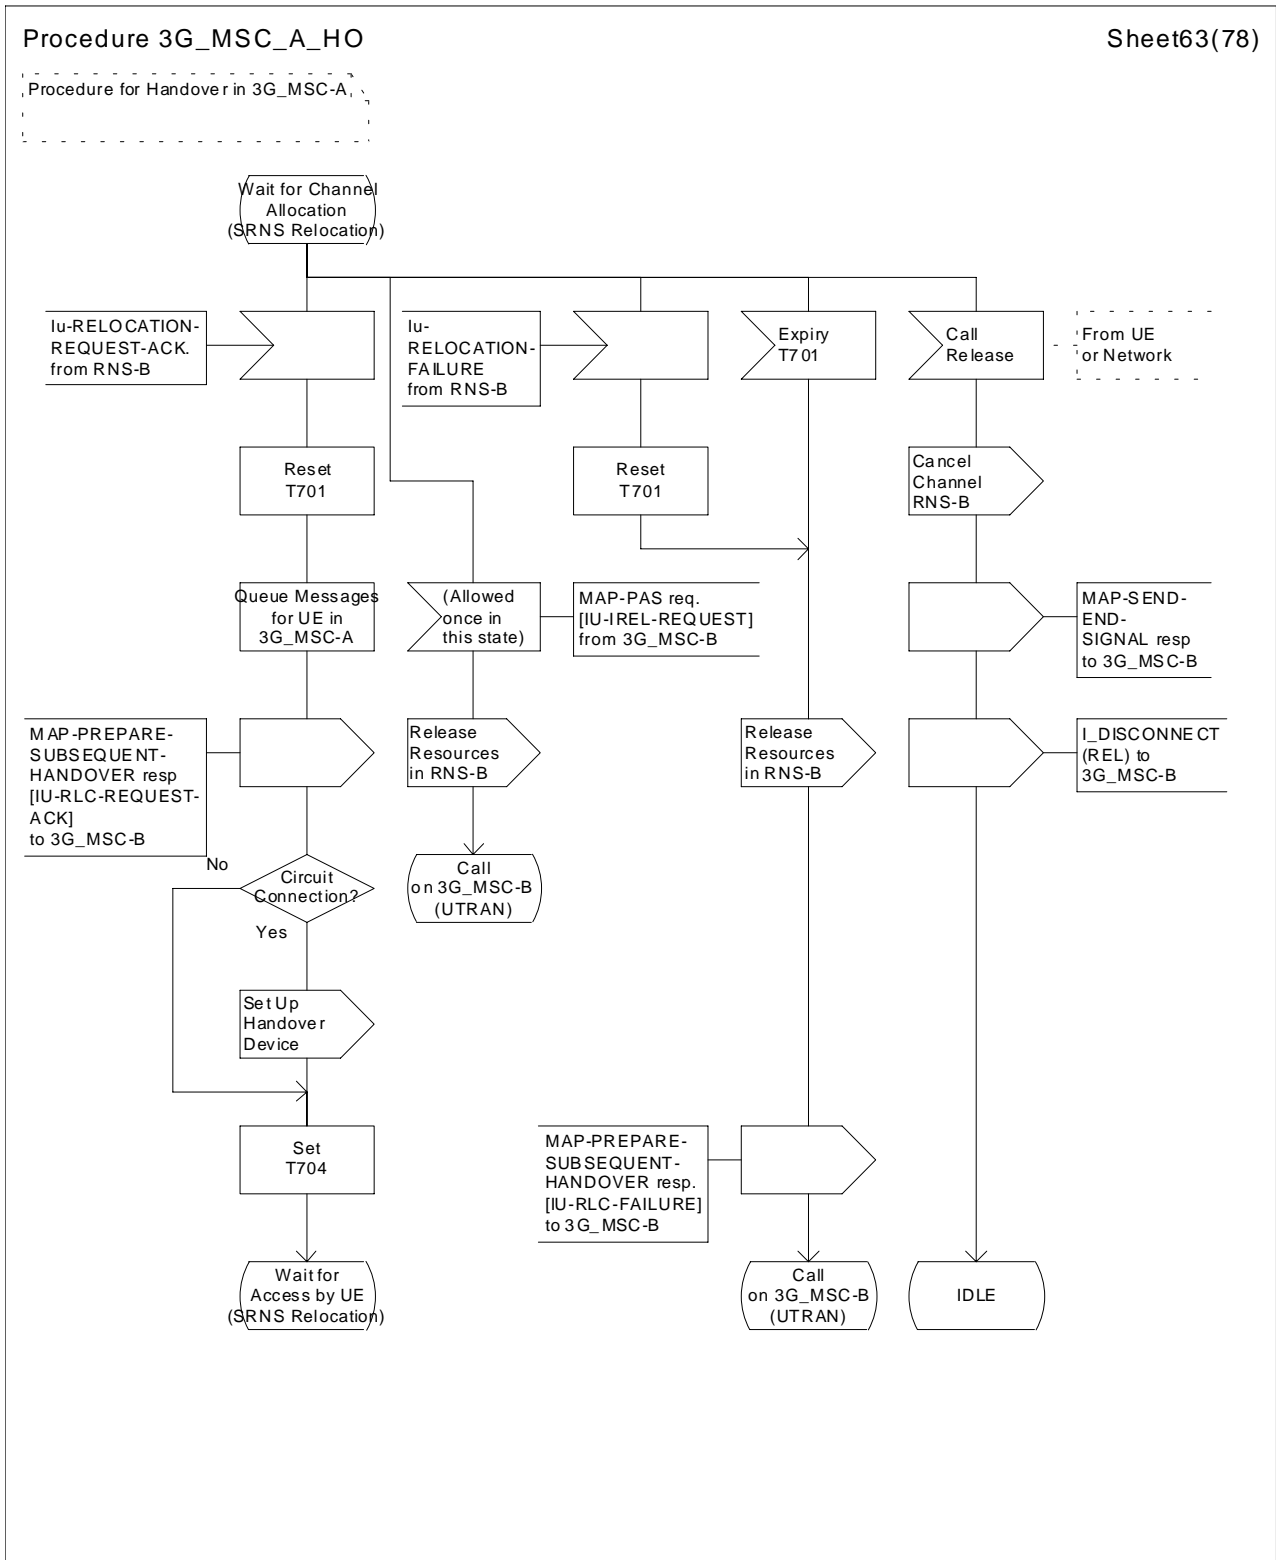 Procedure 3G_MSC_A_HO
Sheet63(78)
Procedure for Handover in 3G_MSC-A
Wait for Channel
Allocation
(SRNS Relocation)
Iu-RELOCATION-
REQUEST-ACK.
from RNS-B
Iu-
RELOCATION-
FAILURE
from RNS-B
Expiry
T701
Call
Release
From UE
or Network
Reset
T701
Reset
T701
Cancel
Channel
RNS-B
Queue Messages
for UE in
3G_MSC-A
(Allowed
once in
this state)
MAP-PAS req.
[IU-IREL-REQUEST]
from 3G_MSC-B
MAP-SEND-
END-
SIGNAL resp
to 3G_MSC-B
MAP-PREPARE-
SUBSEQUENT-
HANDOVER resp
[IU-RLC-REQUEST-
ACK]
to 3G_MSC-B
Release
Resources
in RNS-B
Release
Resources
in RNS-B
I_DISCONNECT
(REL) to
3G_MSC-B
No
Circuit
Connection?
Yes
Call
on 3G_MSC-B
(UTRAN)
Set Up
Handover
Device
Set
T704
MAP-PREPARE-
SUBSEQUENT-
HANDOVER resp.
[IU-RLC-FAILURE]
to 3G_MSC-B
Wait for
Access by UE
(SRNS Relocation)
Call
on 3G_MSC-B
(UTRAN)
IDLE